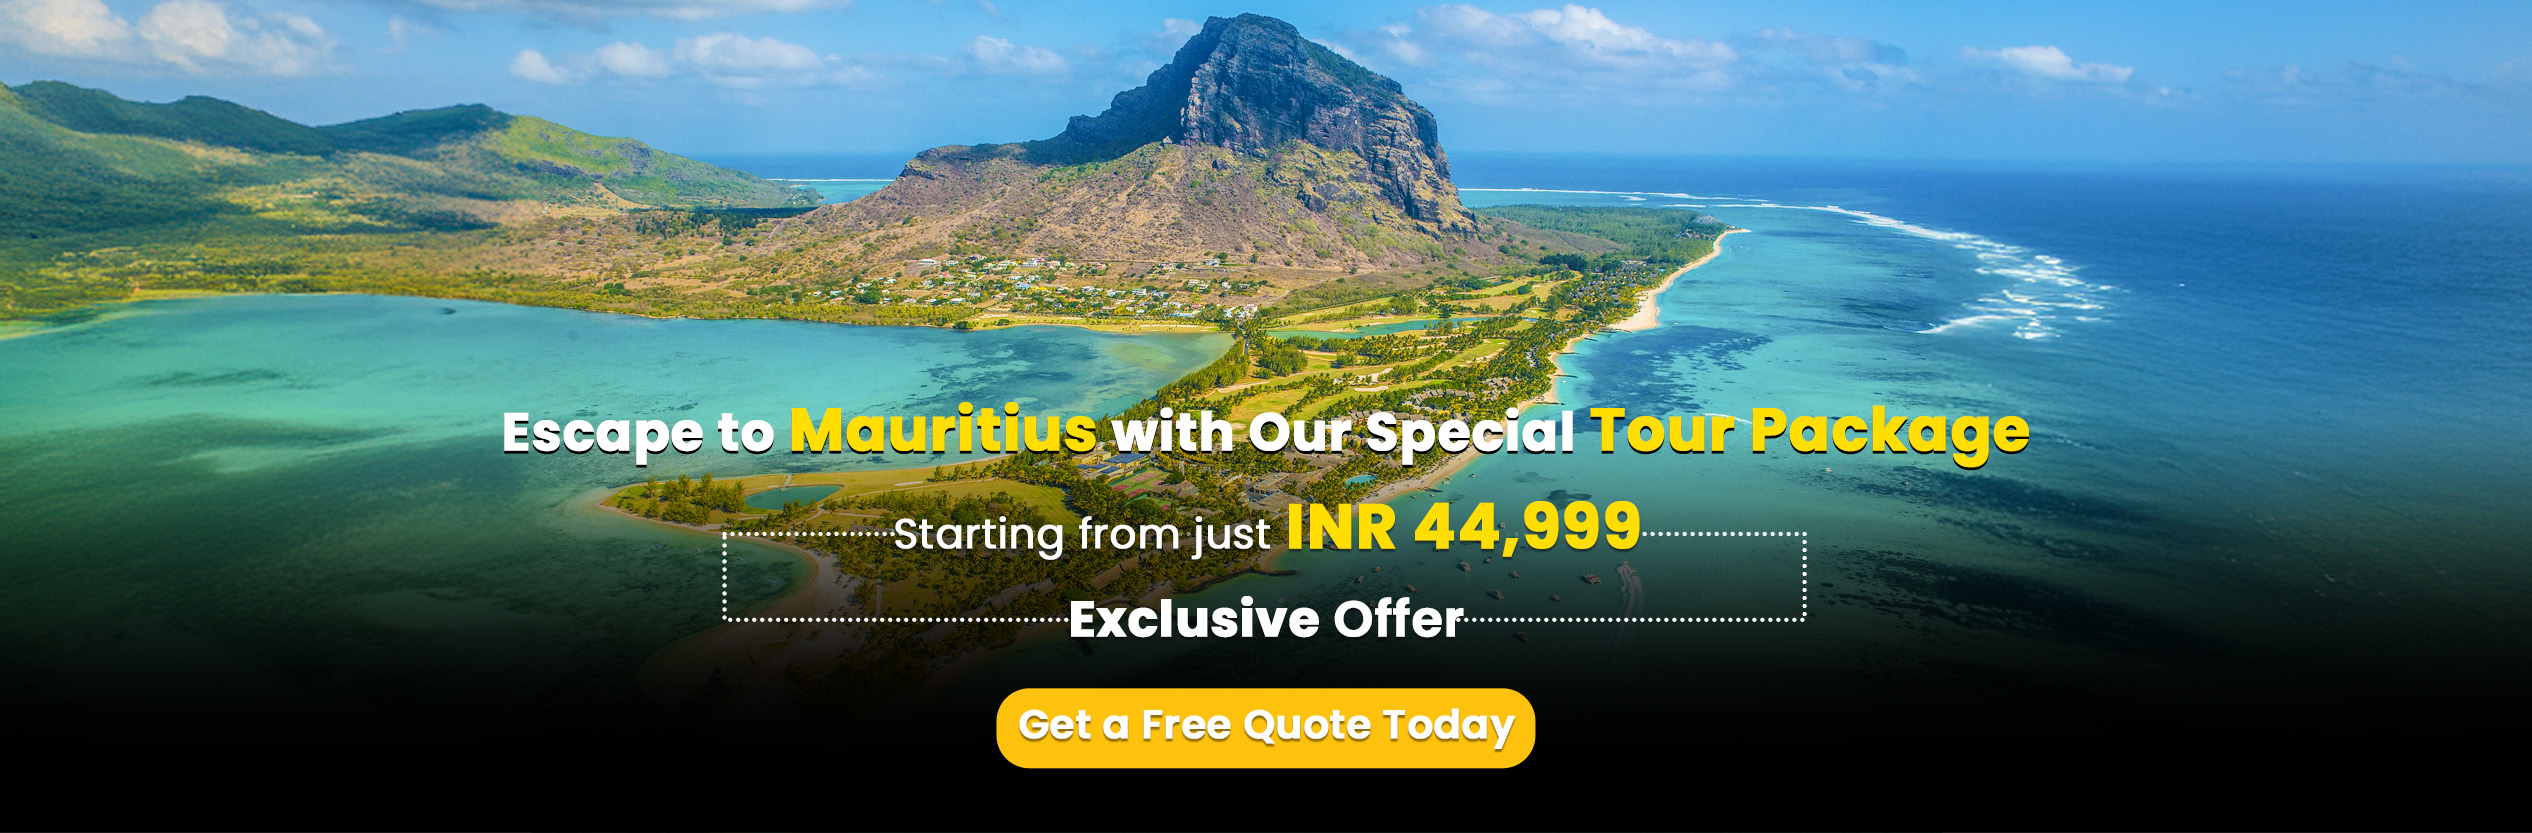 Escape to Mauritius with Our Special Tour Package
Starting from just INR 44,999
Exclusive Offer
Get a Free Quote Today